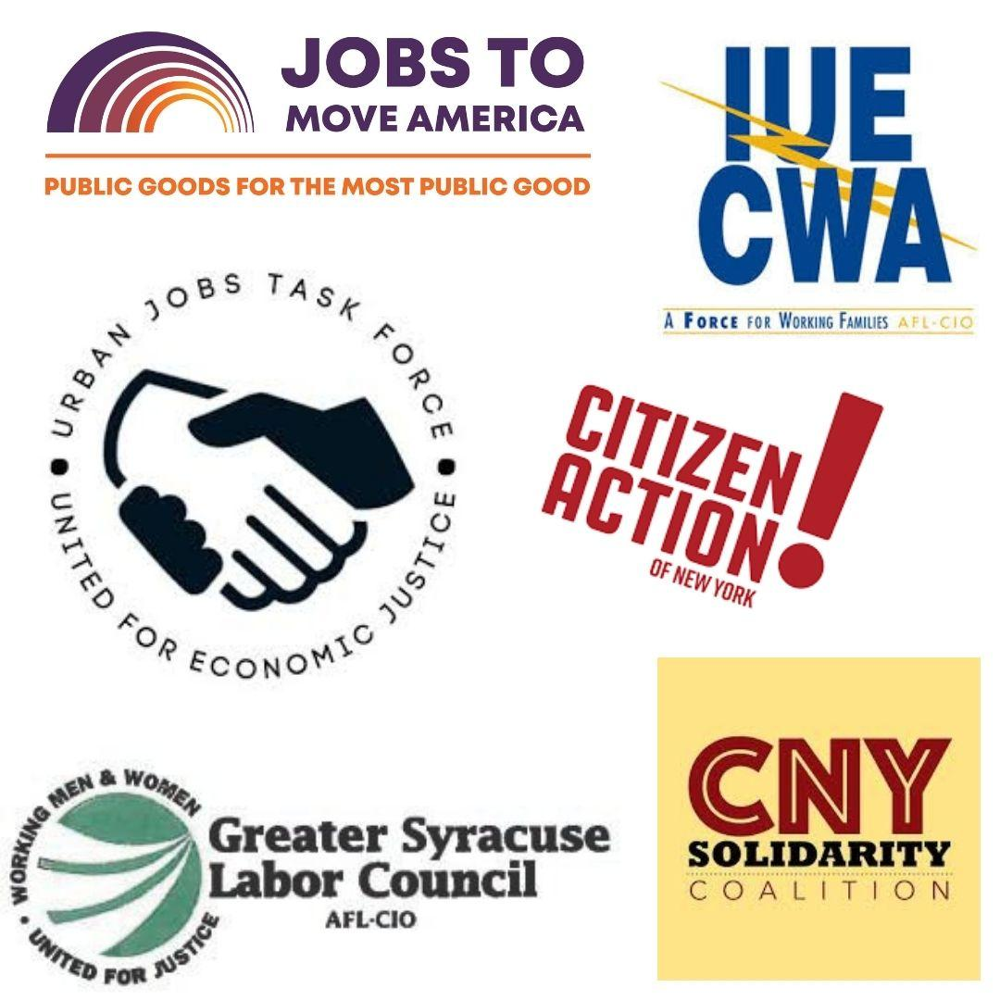 JOBS TO
MOVE AMERICA
PUBLIC GOODS FOR THE MOST PUBLIC GOOD
IUE
CWA
A FORCE FOR WORKING FAMILIES AFL-CIO
URBAN JOBS TASK FORCE
UNITED FOR ECONOMIC JUSTICE
CITIZEN
ACTION!
OF NEW YORK
WORKING MEN & WOMEN
UNITED FOR JUSTICE
Greater Syracuse
Labor Council
AFL-CIO
CNY
SOLIDARITY
COALITION